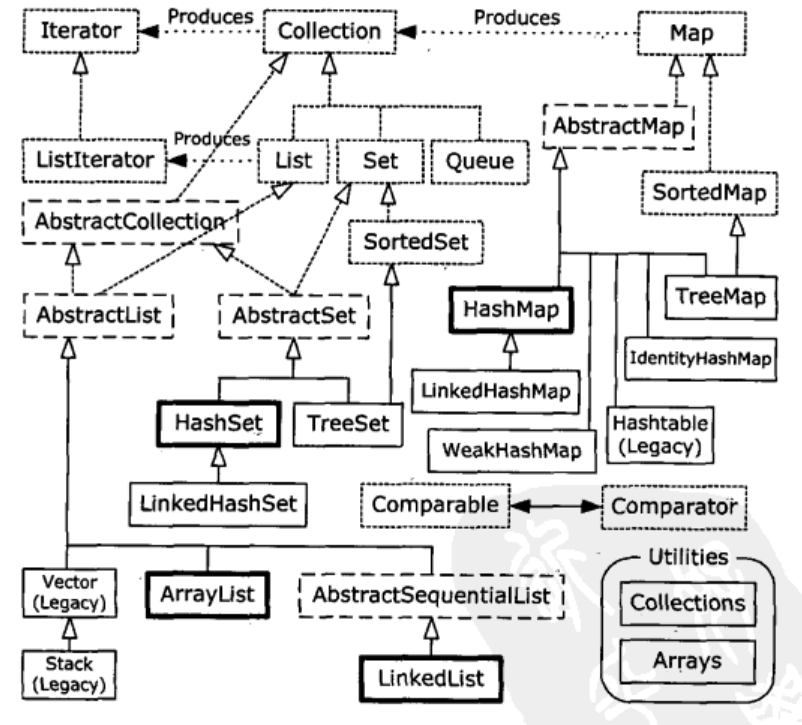 Iterator
Produces
Collection
Produces
Map
ListIterator
Produces
List
Set
Queue
AbstractMap
AbstractCollection
SortedSet
SortedMap
AbstractList
AbstractSet
HashMap
TreeMap
IdentityHashMap
LinkedHashMap
HashSet
TreeSet
Hashtable
(Legacy)
WeakHashMap
LinkedHashSet
Comparable
Comparator
Utilities
Collections
Arrays
Vector
(Legacy)
ArrayList
AbstractSequentialList
Stack
(Legacy)
LinkedList